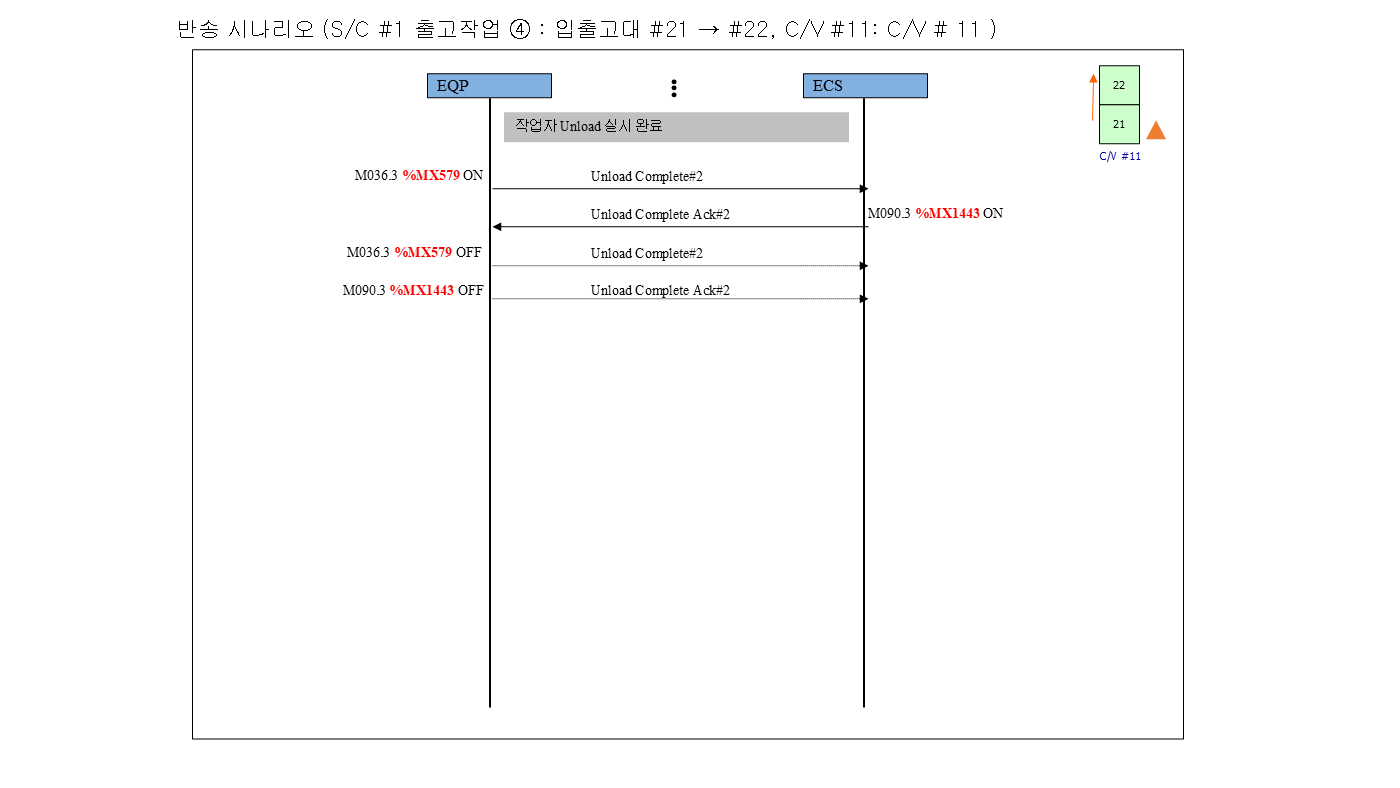 반송 시나리오 (S/C #1 출고작업 ④ : 입출고대 #21 → #22, C/V #11: C/V # 11 )
EQP
ECS
22
21
C/V #11
작업자 Unload 실시 완료
M036.3 %MX579 ON
Unload Complete#2
Unload Complete Ack#2
M090.3 %MX1443 ON
M036.3 %MX579 OFF
Unload Complete#2
M090.3 %MX1443 OFF
Unload Complete Ack#2